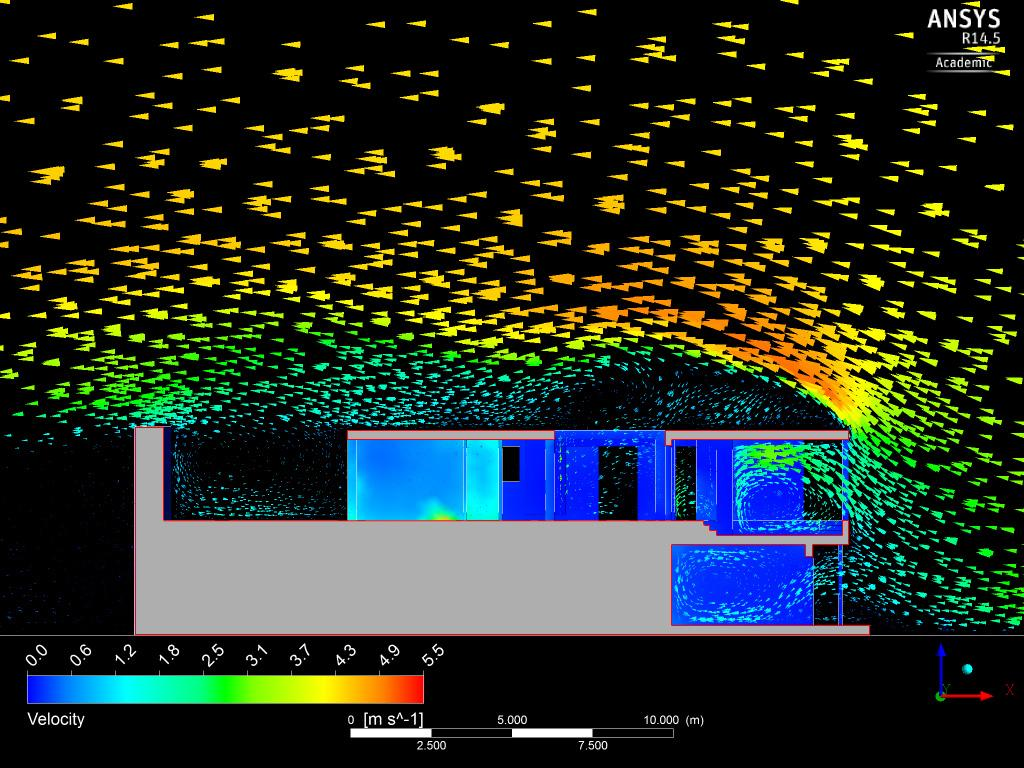 ANSYS
R14.5
Academic
0.0 0.6 1.2 1.8 2.5 3.1 3.7 4.3 4.9 5.5
Velocity [m s^-1]
0 5.000 10.000 (m)
2.500 7.500
Y X